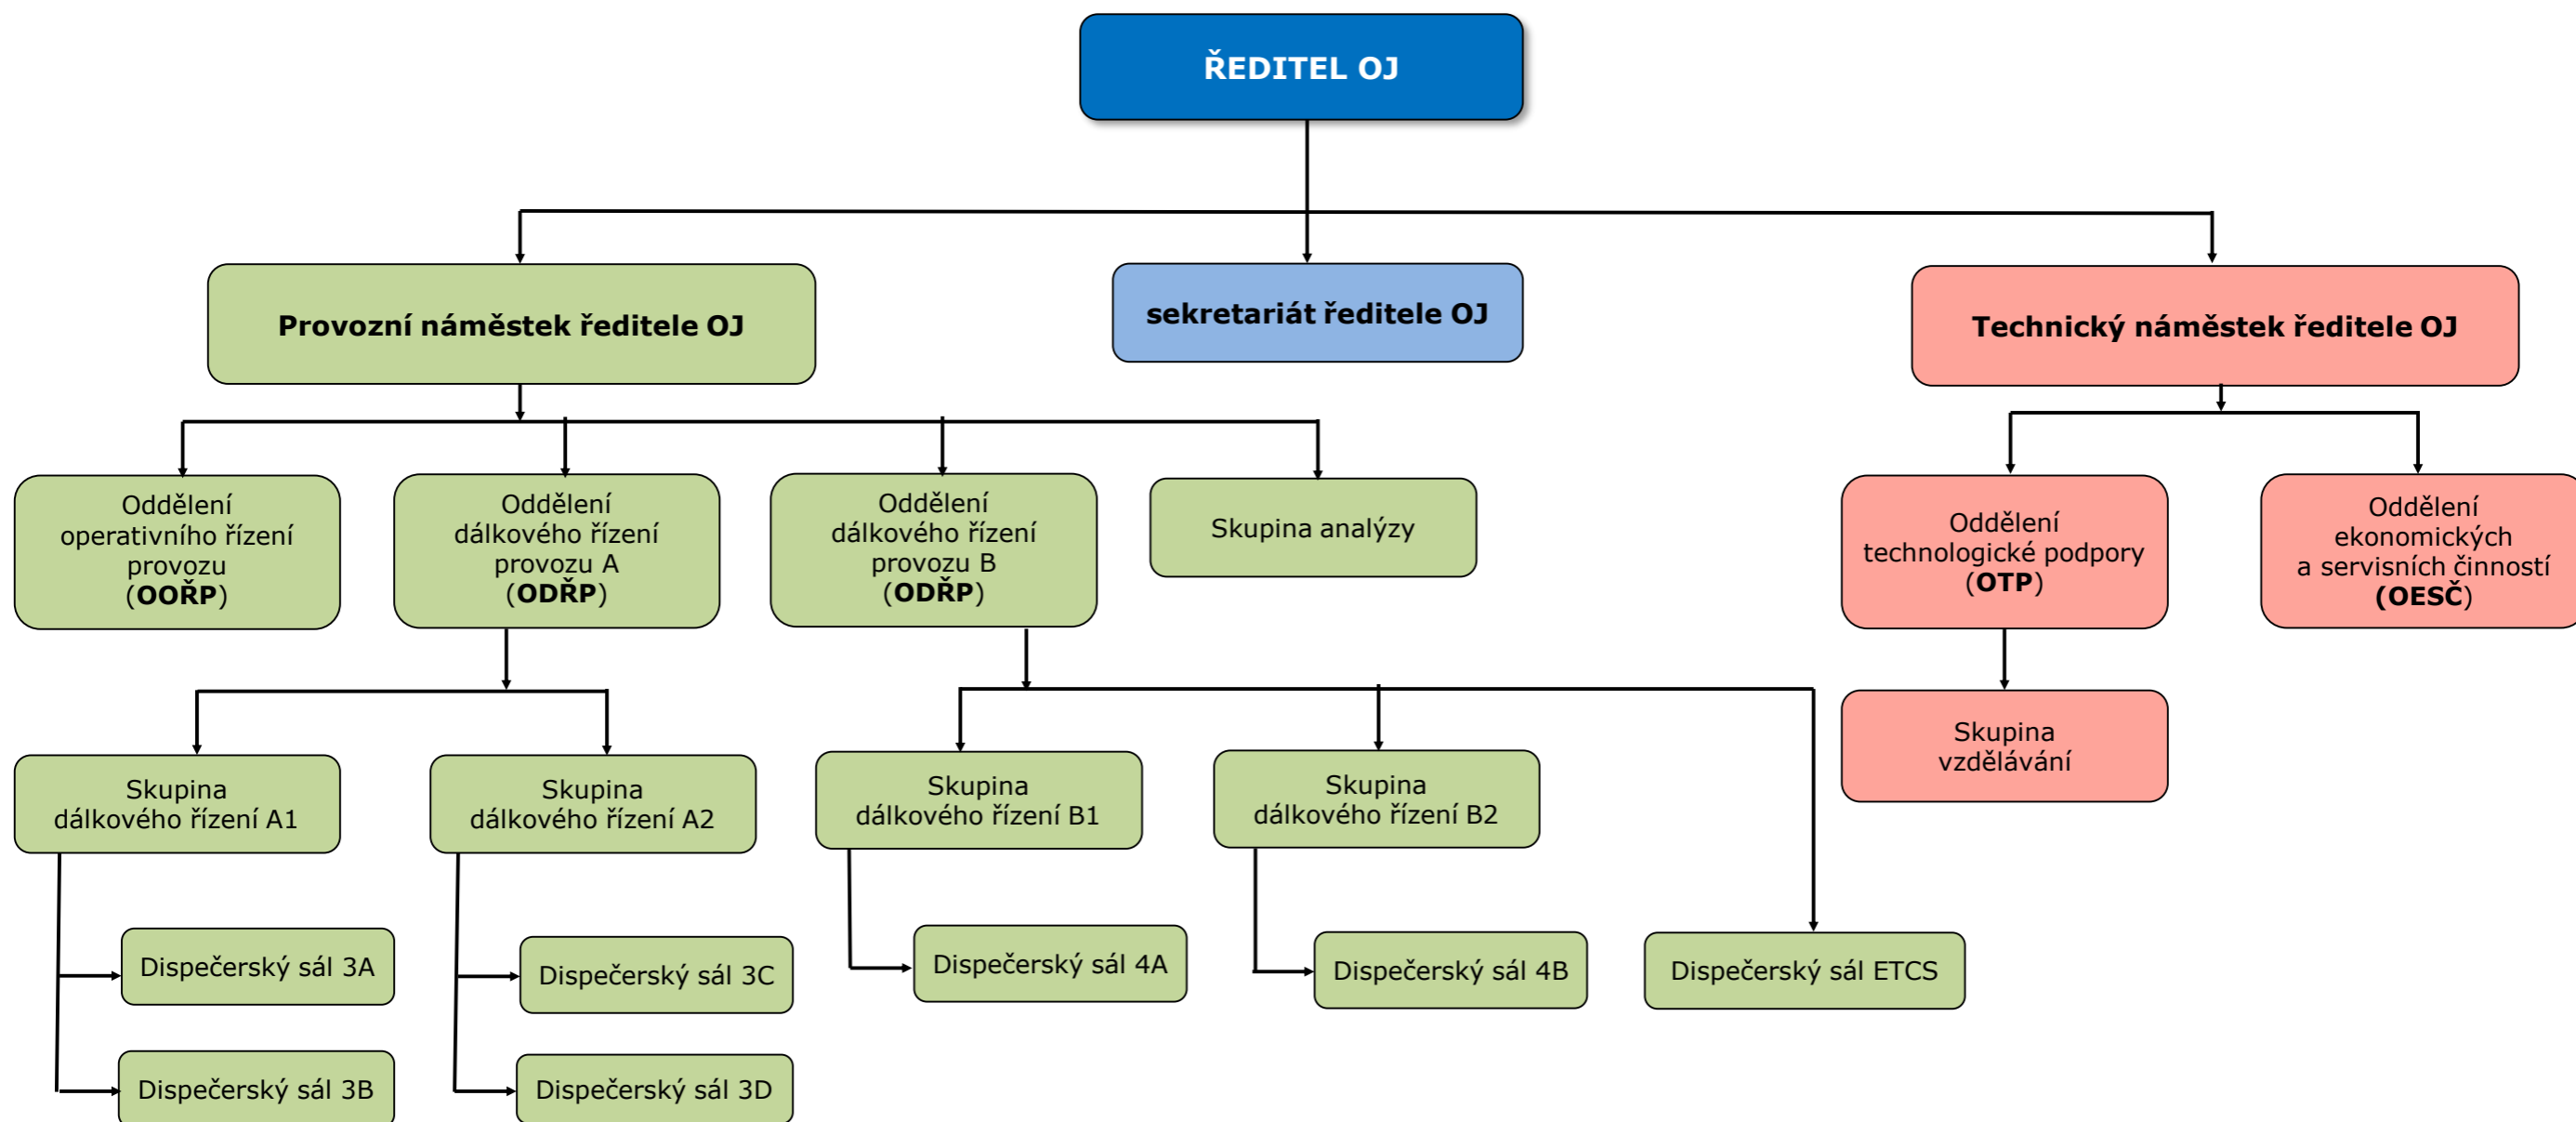 ŘEDITEL OJ
Provozní náměstek ředitele OJ
sekretariát ředitele OJ
Technický náměstek ředitele OJ
Oddělení
operativního řízení
provozu
(OOŘP)
Oddělení
dálkového řízení
provozu A
(ODŘP)
Oddělení
dálkového řízení
provozu B
(ODŘP)
Skupina analýzy
Oddělení
technologické podpory
(OTP)
Oddělení
ekonomických
a servisních činností
(OESČ)
Skupina
dálkového řízení A1
Skupina
dálkového řízení A2
Skupina
dálkového řízení B1
Skupina
dálkového řízení B2
Skupina
vzdělávání
Dispečerský sál 3A
Dispečerský sál 3C
Dispečerský sál 4A
Dispečerský sál 4B
Dispečerský sál ETCS
Dispečerský sál 3B
Dispečerský sál 3D